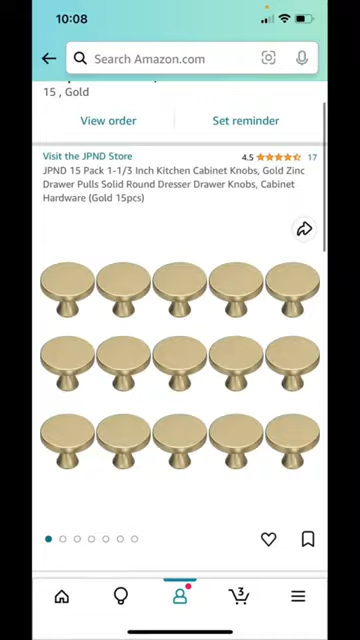 10:08
Search Amazon.com
15 , Gold
View order
Set reminder
Visit the JPND Store
4.5
17
JPND 15 Pack 1-1/3 Inch Kitchen Cabinet Knobs, Gold Zinc
Drawer Pulls Solid Round Dresser Drawer Knobs, Cabinet
Hardware (Gold 15pcs)
3